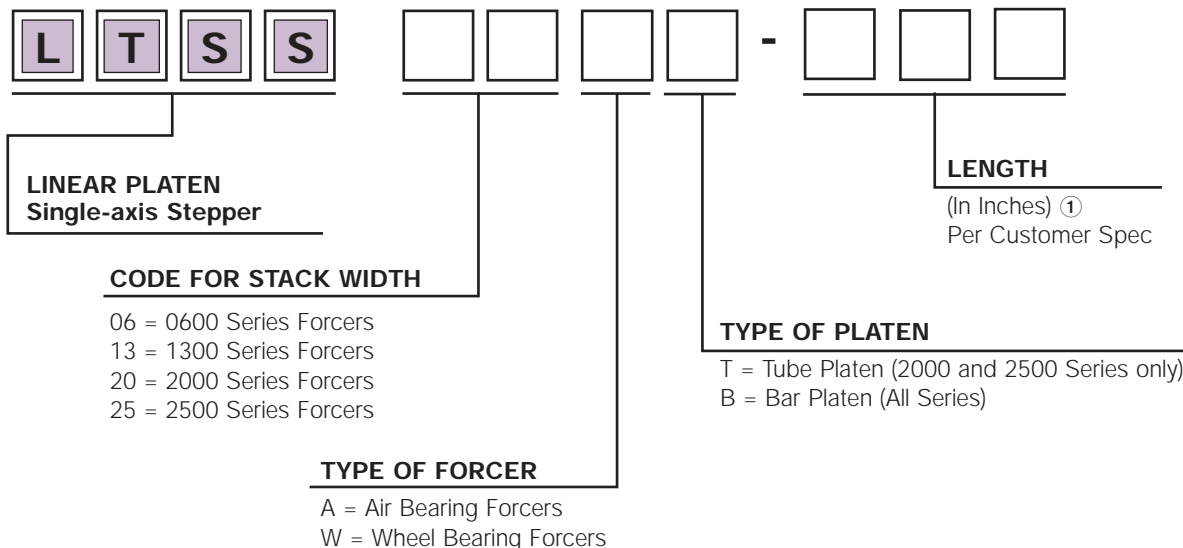 L T S S -
LINEAR PLATEN
Single-axis Stepper
LENGTH
(In Inches) ①
Per Customer Spec
CODE FOR STACK WIDTH
06 = 0600 Series Forcers
13 = 1300 Series Forcers
20 = 2000 Series Forcers
25 = 2500 Series Forcers
TYPE OF PLATEN
T = Tube Platen (2000 and 2500 Series only)
B = Bar Platen (All Series)
TYPE OF FORCER
A = Air Bearing Forcers
W = Wheel Bearing Forcers